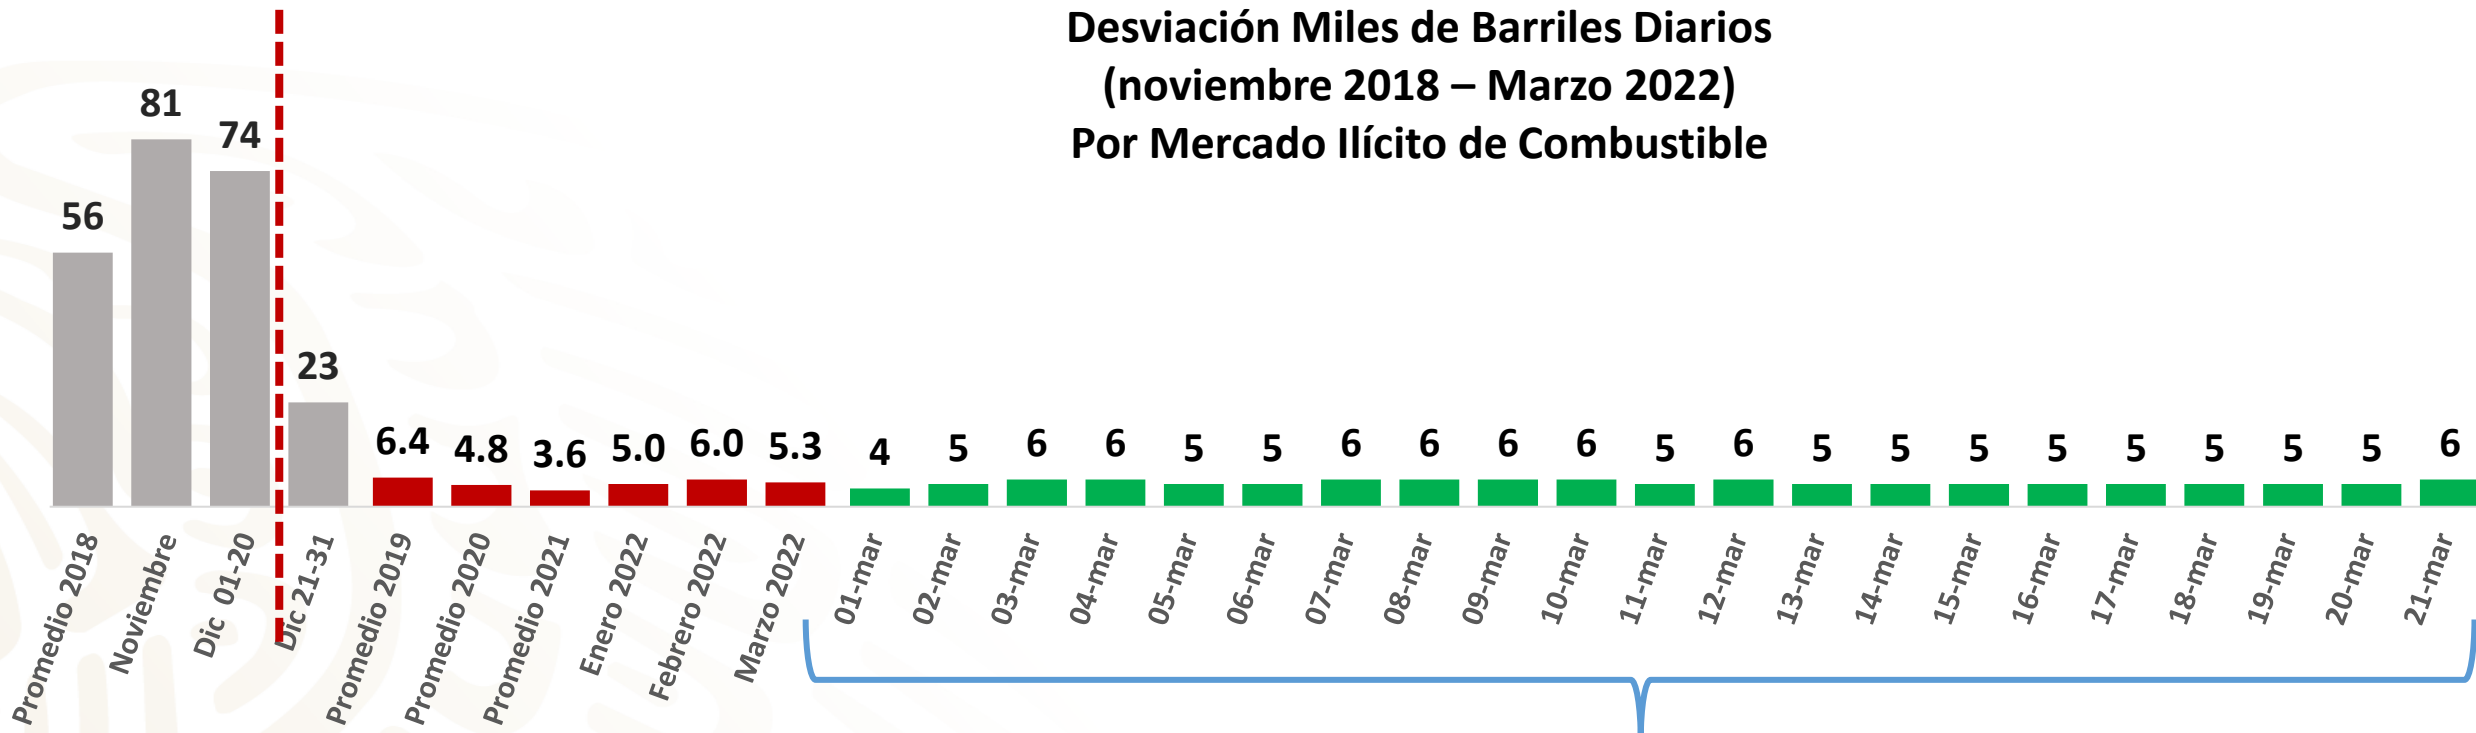 Desviación Miles de Barriles Diarios
(noviembre 2018 – Marzo 2022)
Por Mercado Ilícito de Combustible
56
81
74
23
6.4
4.8
3.6
5.0
6.0
5.3
4
5
6
6
5
5
6
6
6
6
5
6
5
5
5
5
5
5
5
5
6
Promedio 2018
Noviembre
Dic 01-20
Dic 21-31
Promedio 2019
Promedio 2020
Promedio 2021
Enero 2022
Febrero 2022
Marzo 2022
01-mar
02-mar
03-mar
04-mar
05-mar
06-mar
07-mar
08-mar
09-mar
10-mar
11-mar
12-mar
13-mar
14-mar
15-mar
16-mar
17-mar
18-mar
19-mar
20-mar
21-mar